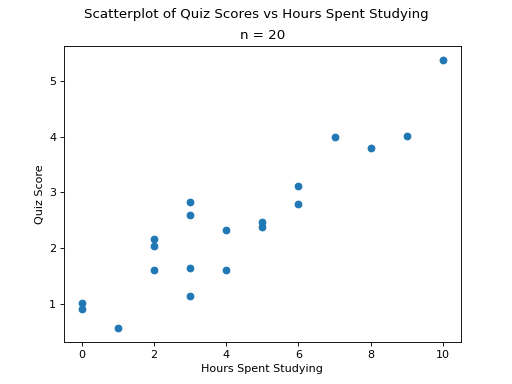 Scatterplot of Quiz Scores vs Hours Spent Studying
n = 20
5
4
3
2
1
Quiz Score
0 2 4 6 8 10
Hours Spent Studying